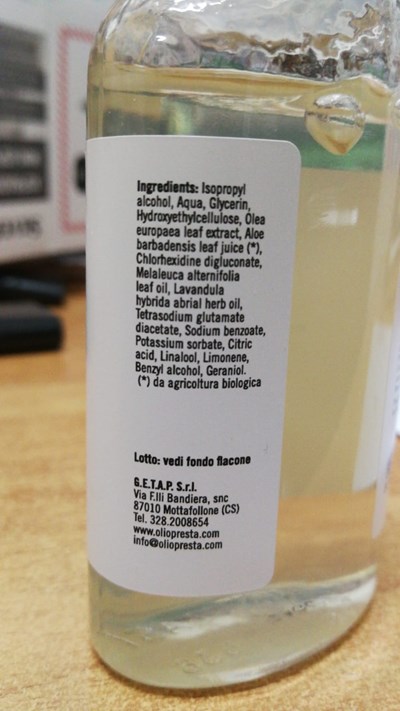 Ingredients: Isopropyl
alcohol, Aqua, Glycerin,
Hydroxyethylcellulose, Olea
europaea leaf extract, Aloe
barbadensis leaf juice (*),
Chlorhexidine digluconate,
Melaleuca alternifolia
leaf oil, Lavandula
hybrida abrial herb oil,
Tetrasodium glutamate
diacetate, Sodium benzoate,
Potassium sorbate, Citric
acid, Linalool, Limonene,
Benzyl alcohol, Geraniol.
(*) da agricoltura biologica
Lotto: vedi fondo flacone
G.E.T.A.P. S.r.l.
Via F.lli Bandiera, snc
87010 Mottafollone (CS)
Tel. 328.2008654
www.oliopresta.com
info@oliopresta.com